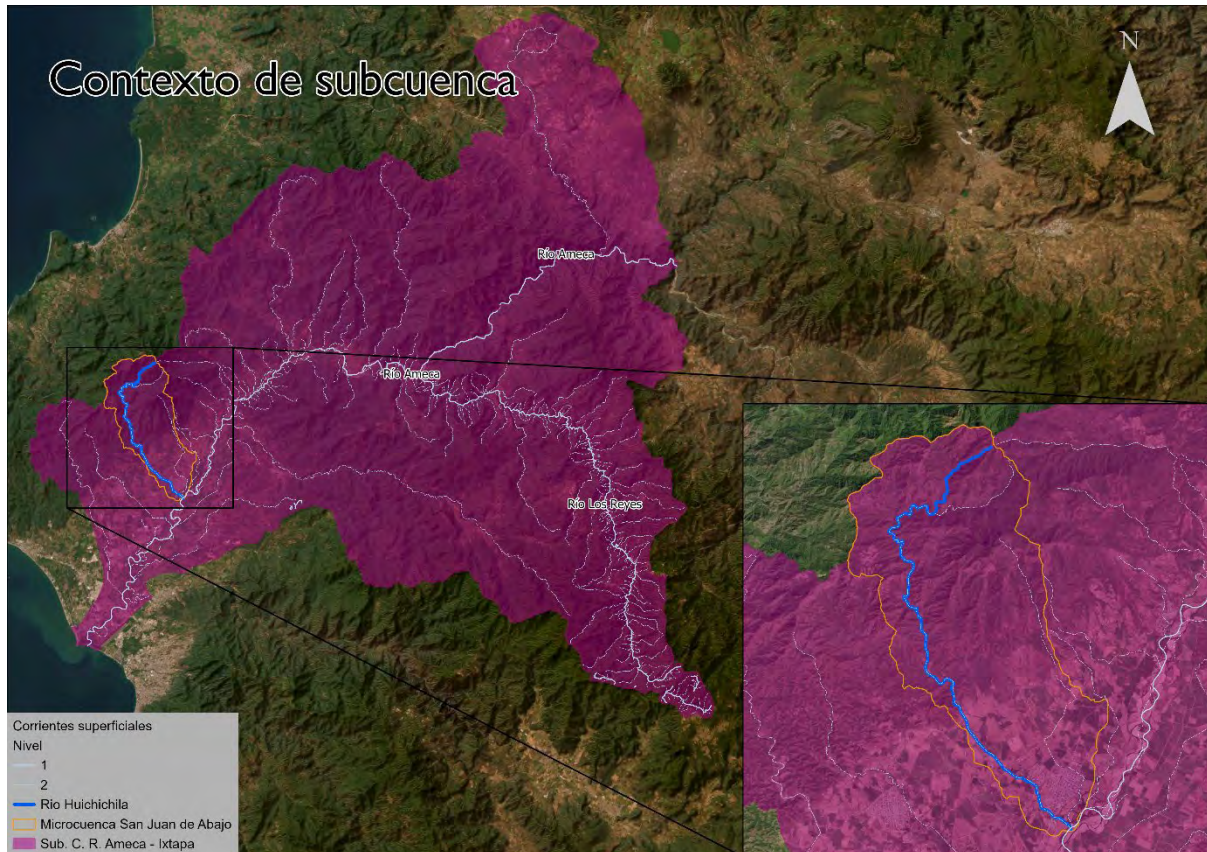 Contexto de subcuenca
N
Río Ameca
Río Ameca
Río Los Reyes
Corrientes superficiales
Nivel
1
2
Rio Huichichila
Microcuenca San Juan de Abajo
Sub. C. R. Ameca - Ixtapa